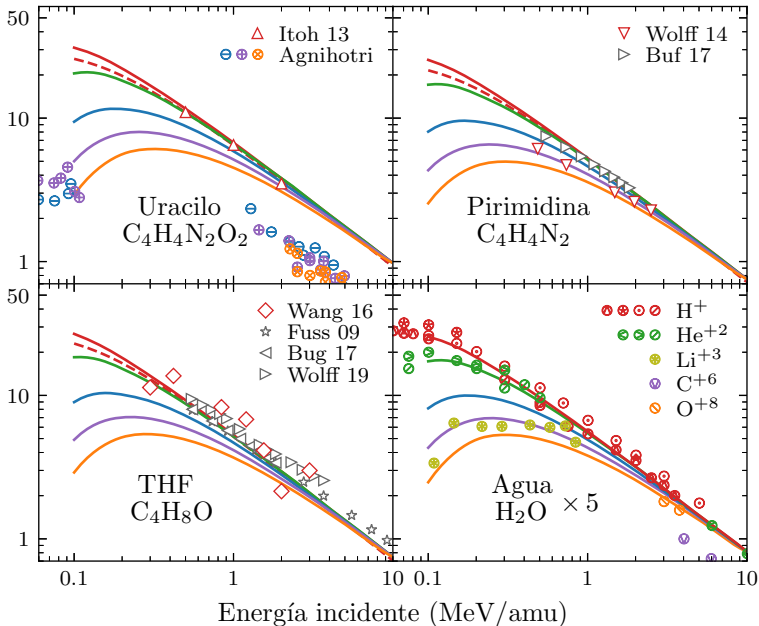 50
10
1
Itoh 13
Agnihotri
Uracilo
C₄H₄N₂O₂
Wolff 14
Buf 17
Pirimidina
C₄H₄N₂
50
10
1
Wang 16
Fuss 09
Bug 17
Wolff 19
THF
C₄H₈O
0.1 1
H⁺
He⁺²
Li⁺³
C⁺⁶
O⁺⁸
Agua
H₂O × 5
0.1 1 10
Energía incidente (MeV/amu)